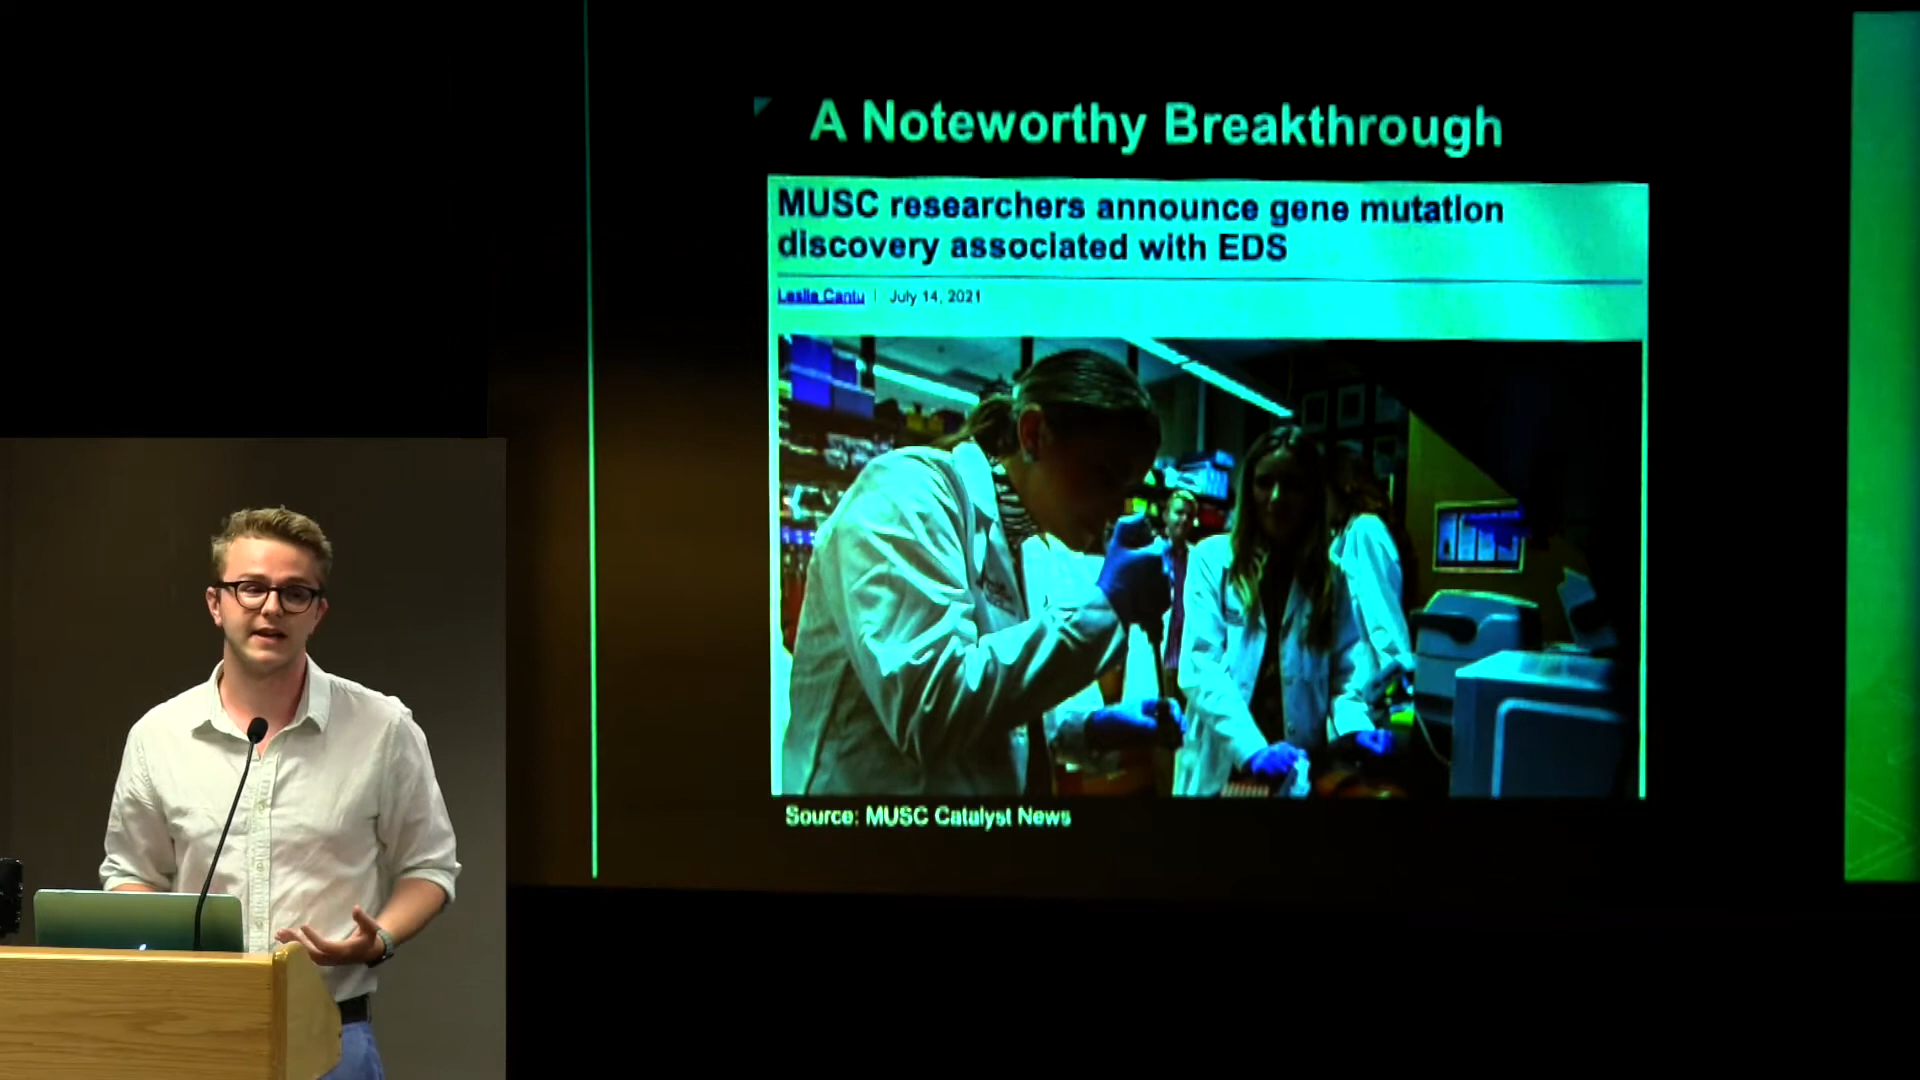 A Noteworthy Breakthrough
MUSC researchers announce gene mutation
discovery associated with EDS
Leslie Cantu | July 14, 2021
Source: MUSC Catalyst News